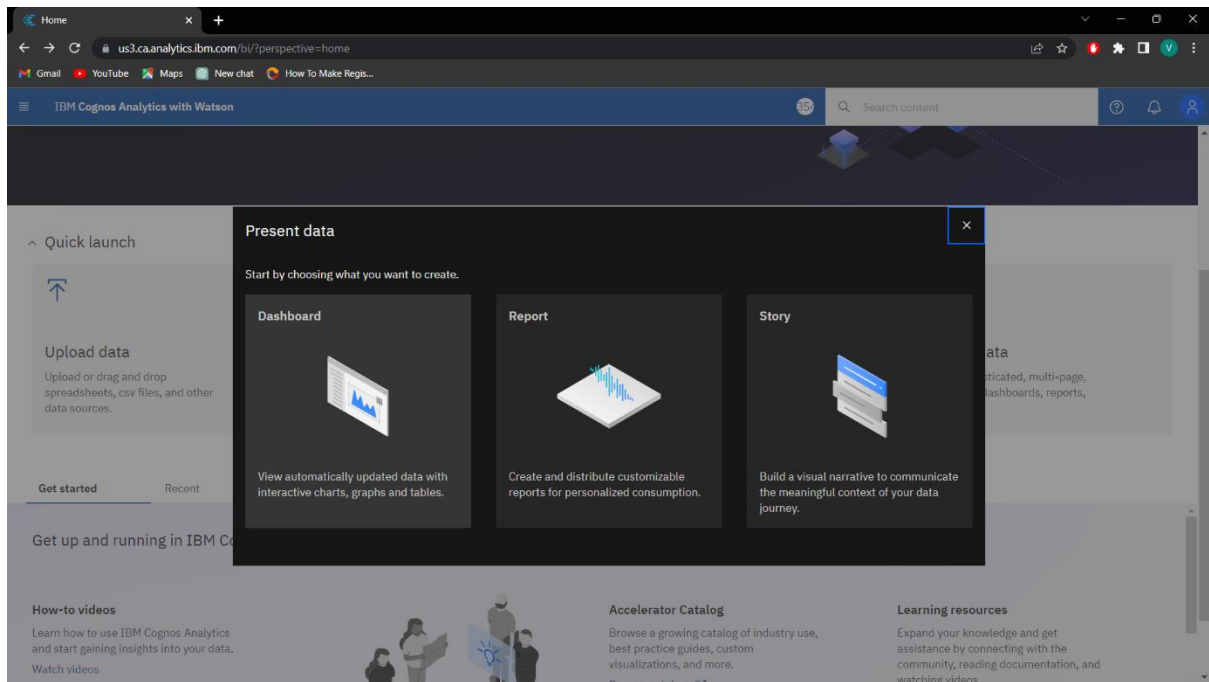 Home
us3.ca.analytics.ibm.com/bi/?perspective=home
Gmail YouTube Maps New chat How To Make Regis...
IBM Cognos Analytics with Watson
Search content
Quick launch
Upload data
Upload or drag and drop
spreadsheets, csv files, and other
data sources.
Present data
Start by choosing what you want to create.
Dashboard
View automatically updated data with
interactive charts, graphs and tables.
Report
Create and distribute customizable
reports for personalized consumption.
Story
Build a visual narrative to communicate
the meaningful context of your data
journey.
ata
sticated, multi-page,
dashboards, reports,
Get started Recent
Get up and running in IBM Co
How-to videos
Learn how to use IBM Cognos Analytics
and start gaining insights into your data.
Watch videos
Accelerator Catalog
Browse a growing catalog of industry use,
best practice guides, custom
visualizations, and more.
Learning resources
Expand your knowledge and get
assistance by connecting with the
community, reading documentation, and
watching videos.